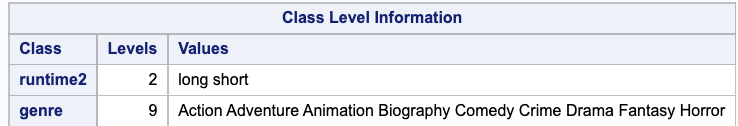 Class Level Information
Class Levels Values
runtime2 2 long short
genre 9 Action Adventure Animation Biography Comedy Crime Drama Fantasy Horror